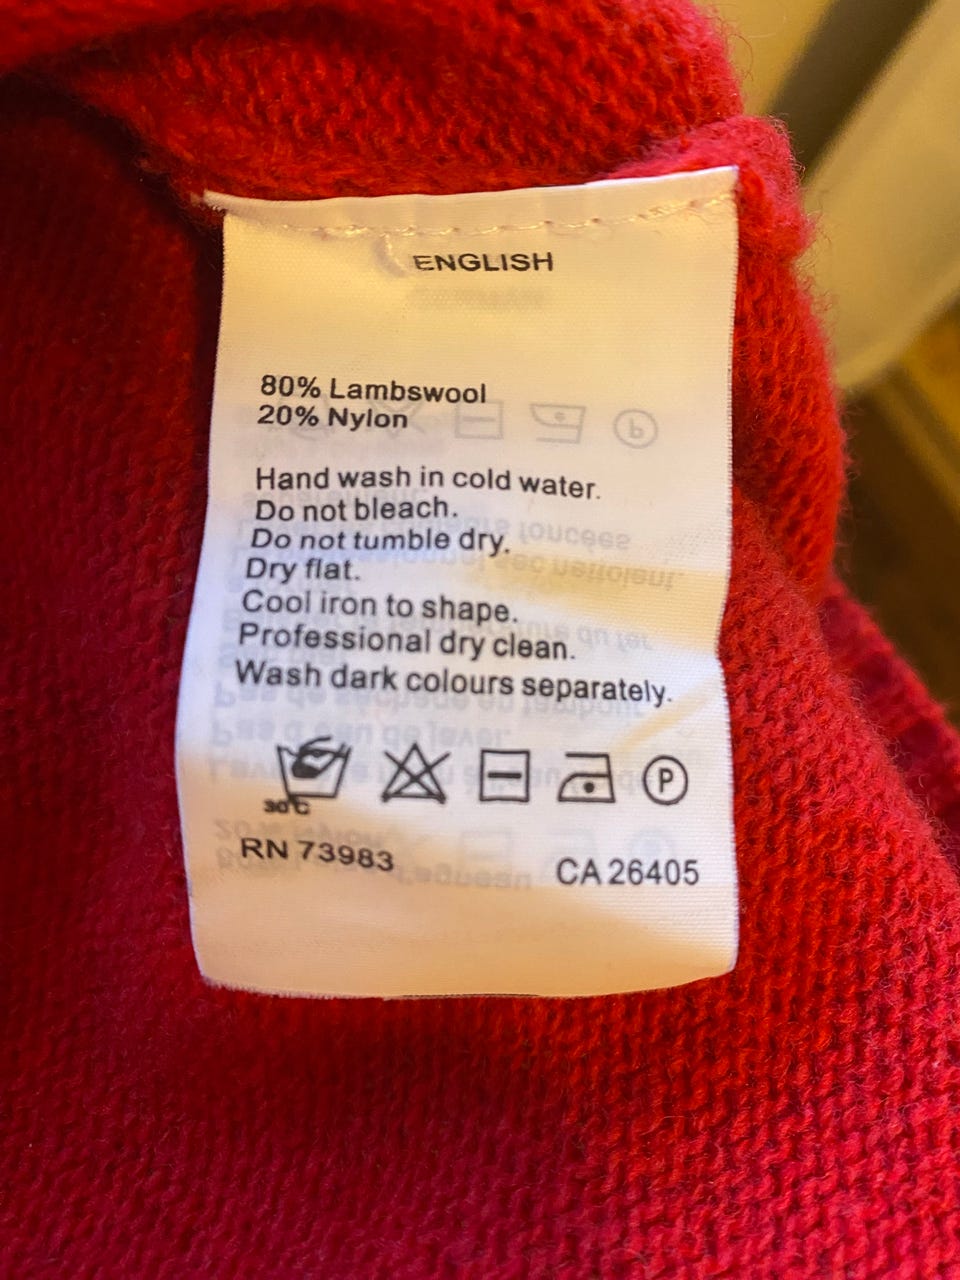 ENGLISH
80% Lambswool
20% Nylon
Hand wash in cold water.
Do not bleach.
Do not tumble dry.
Dry flat.
Cool iron to shape.
Professional dry clean.
Wash dark colours separately.
P
30°C
RN 73983
CA 26405